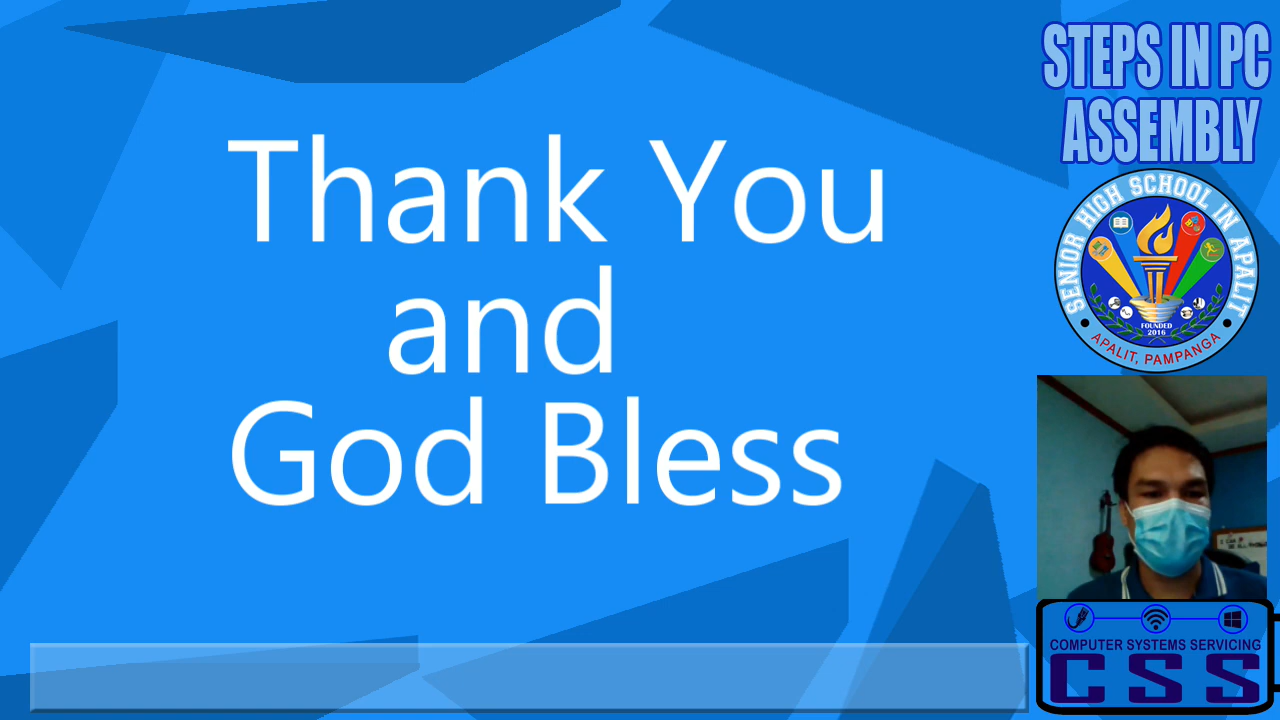 Thank You
and
God Bless
STEPS IN PC
ASSEMBLY
SENIOR HIGH SCHOOL IN APALIT
FOUNDED
2016
APALIT, PAMPANGA
COMPUTER SYSTEMS SERVICING
CSS